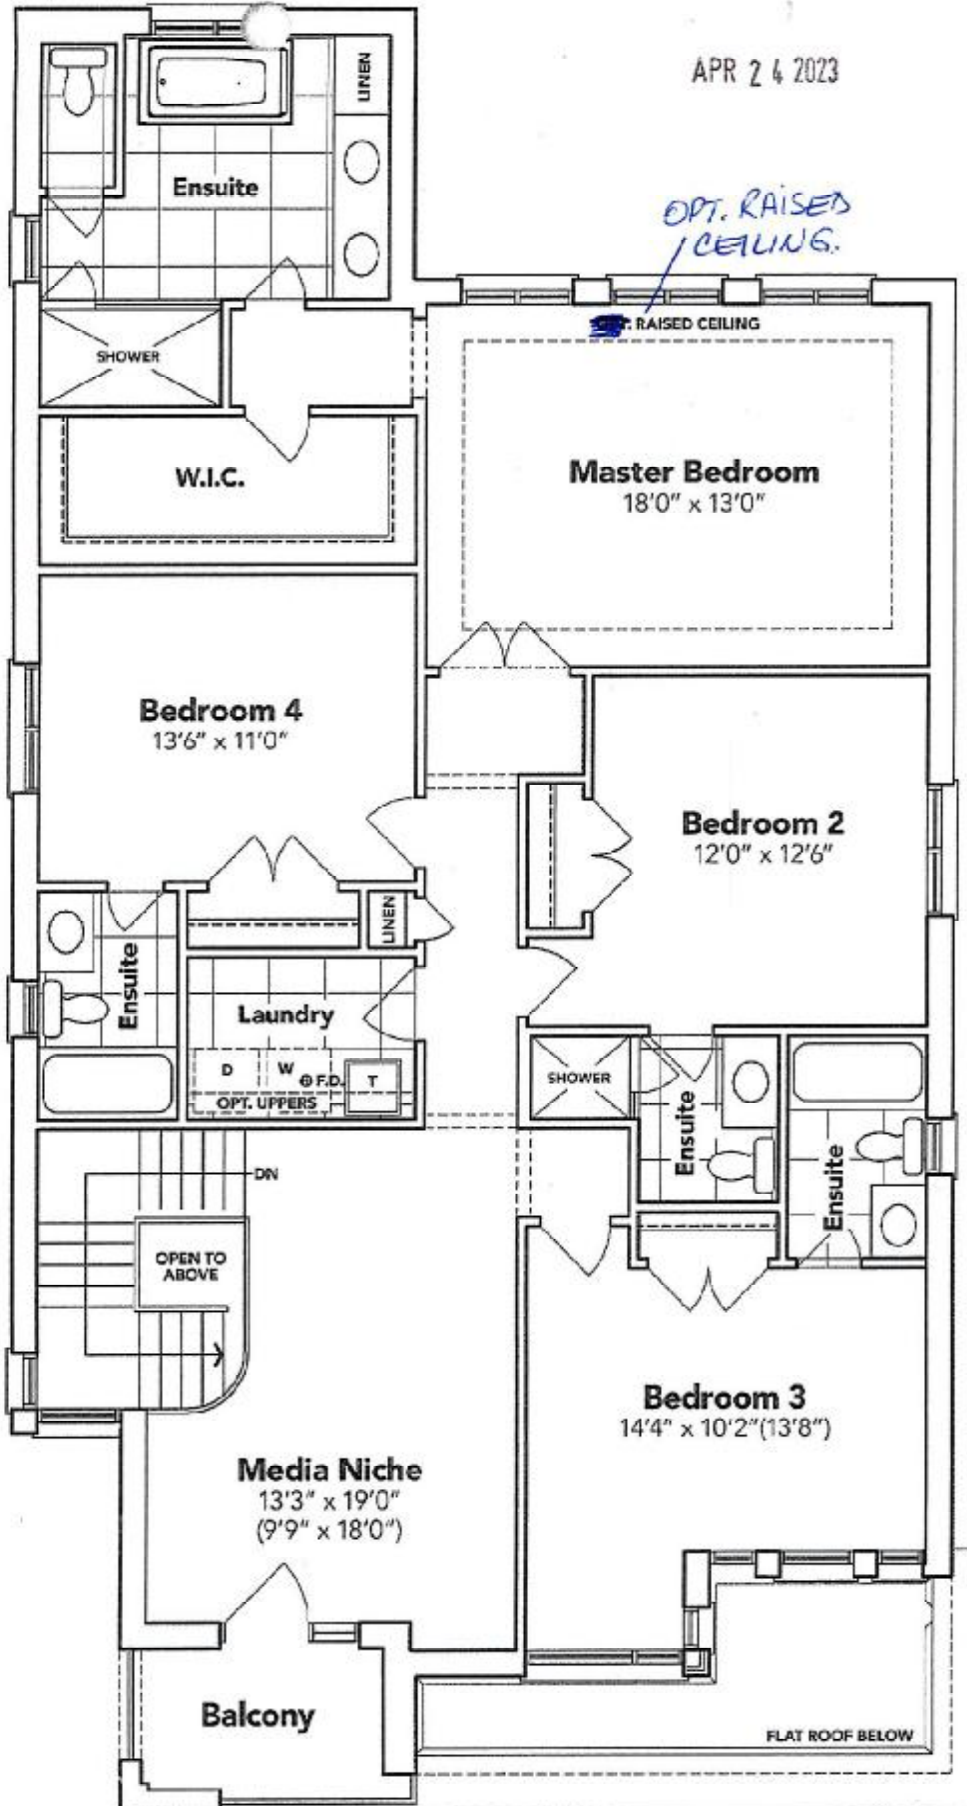 APR 24 2023
LINEN
Ensuite
OPT. RAISED
CEILING.
RAISED CEILING
SHOWER
W.I.C.
Master Bedroom
18'0" x 13'0"
Bedroom 4
13'6" x 11'0"
Bedroom 2
12'0" x 12'6"
LINEN
Ensuite
Laundry
D
W
F.D.
T
OPT. UPPERS
SHOWER
Ensuite
Ensuite
DN
OPEN TO
ABOVE
Bedroom 3
14'4" x 10'2"(13'8")
Media Niche
13'3" x 19'0"
(9'9" x 18'0")
Balcony
FLAT ROOF BELOW